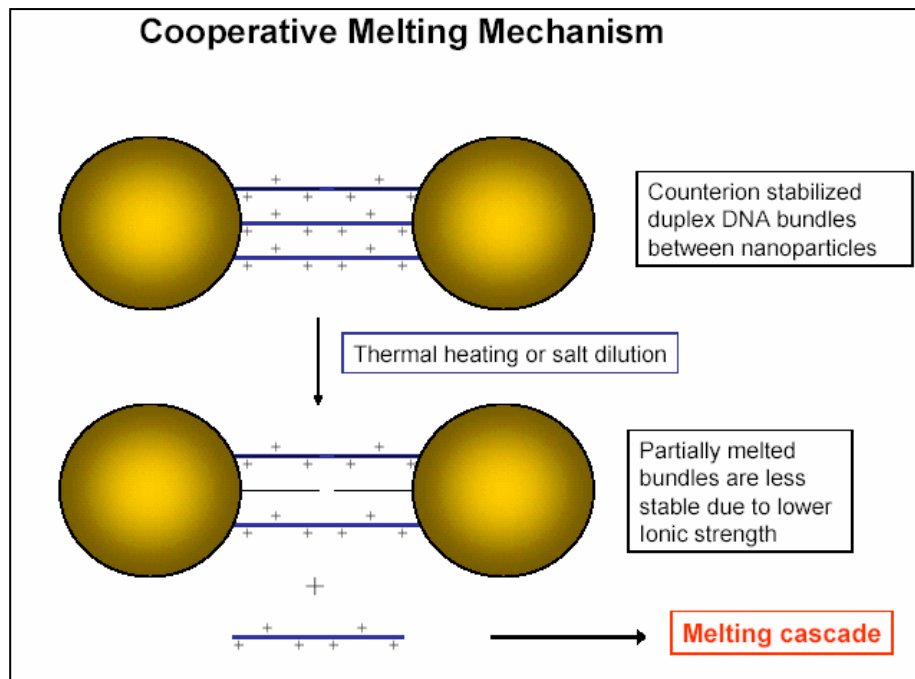 Cooperative Melting Mechanism
Counterion stabilized
duplex DNA bundles
between nanoparticles
Thermal heating or salt dilution
Partially melted
bundles are less
stable due to lower
Ionic strength
+
Melting cascade